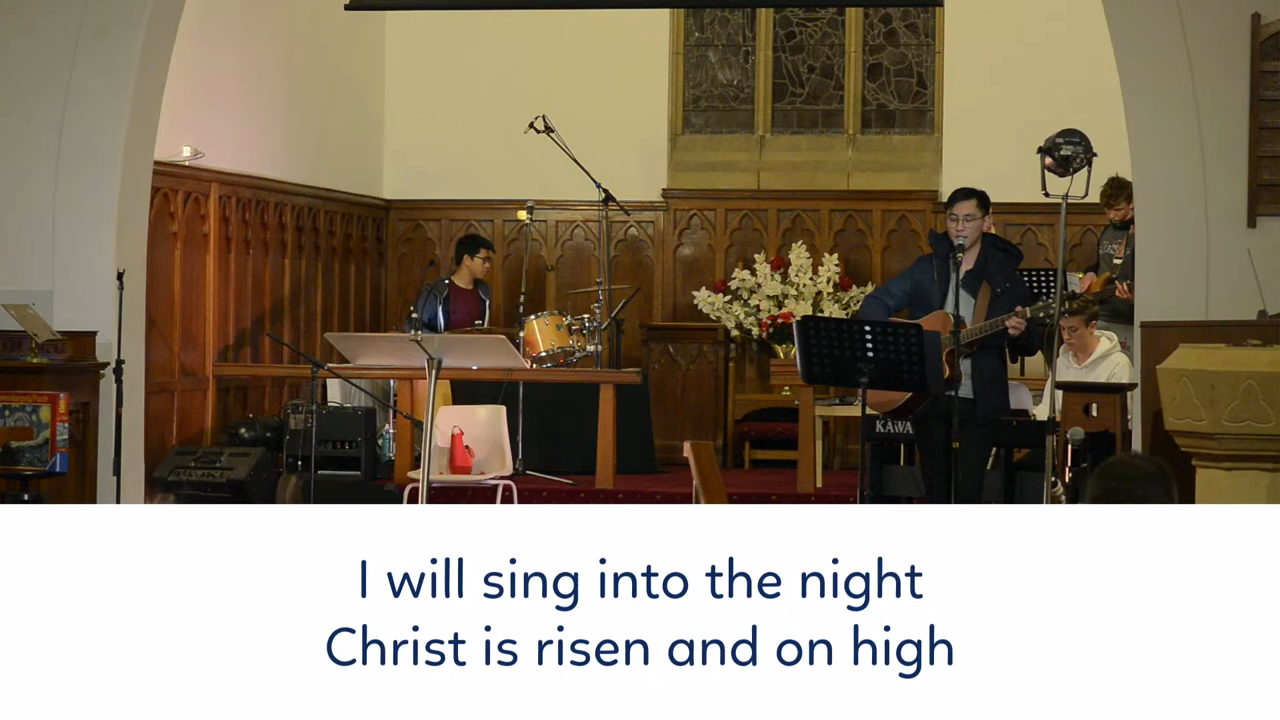 KAWA
I will sing into the night
Christ is risen and on high